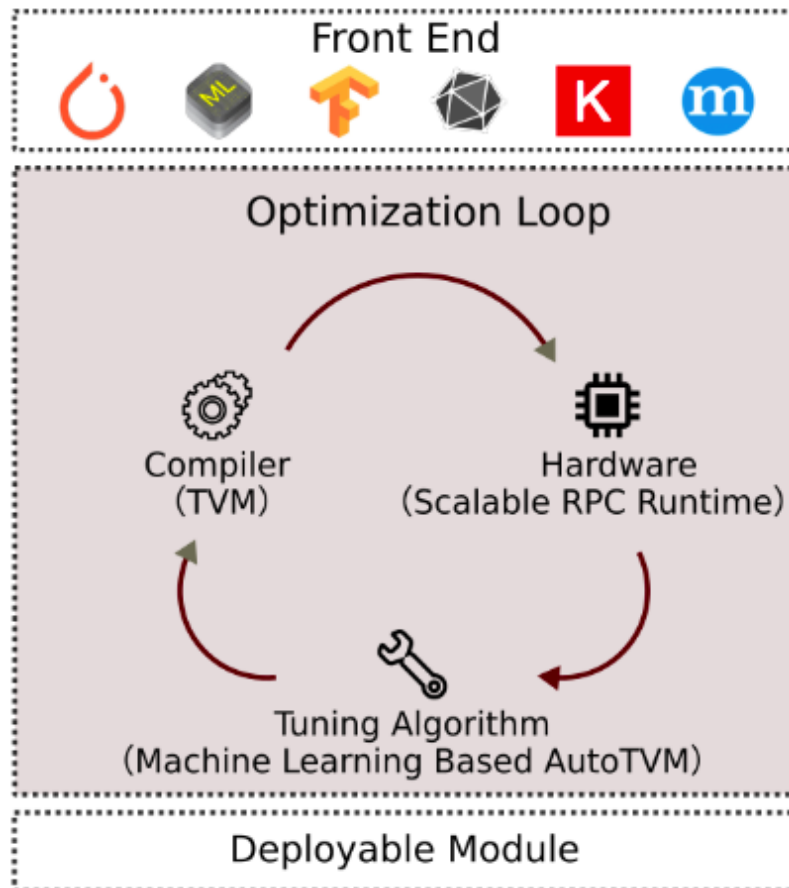 Front End
ML
K
m
Optimization Loop
Compiler
(TVM)
Hardware
(Scalable RPC Runtime)
Tuning Algorithm
(Machine Learning Based AutoTVM)
Deployable Module